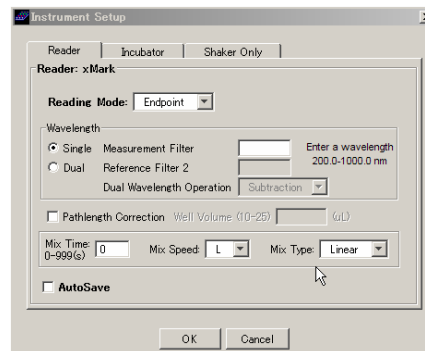 Instrument Setup
Reader Incubator Shaker Only
Reader: xMark
Reading Mode: Endpoint
Wavelength
Single Measurement Filter Enter a wavelength
200.0-1000.0 nm
Dual Reference Filter 2
Dual Wavelength Operation Subtraction
Pathlength Correction Well Volume (10-25) (uL)
Mix Time: 0 Mix Speed: L Mix Type: Linear
0-999(s)
AutoSave
OK Cancel